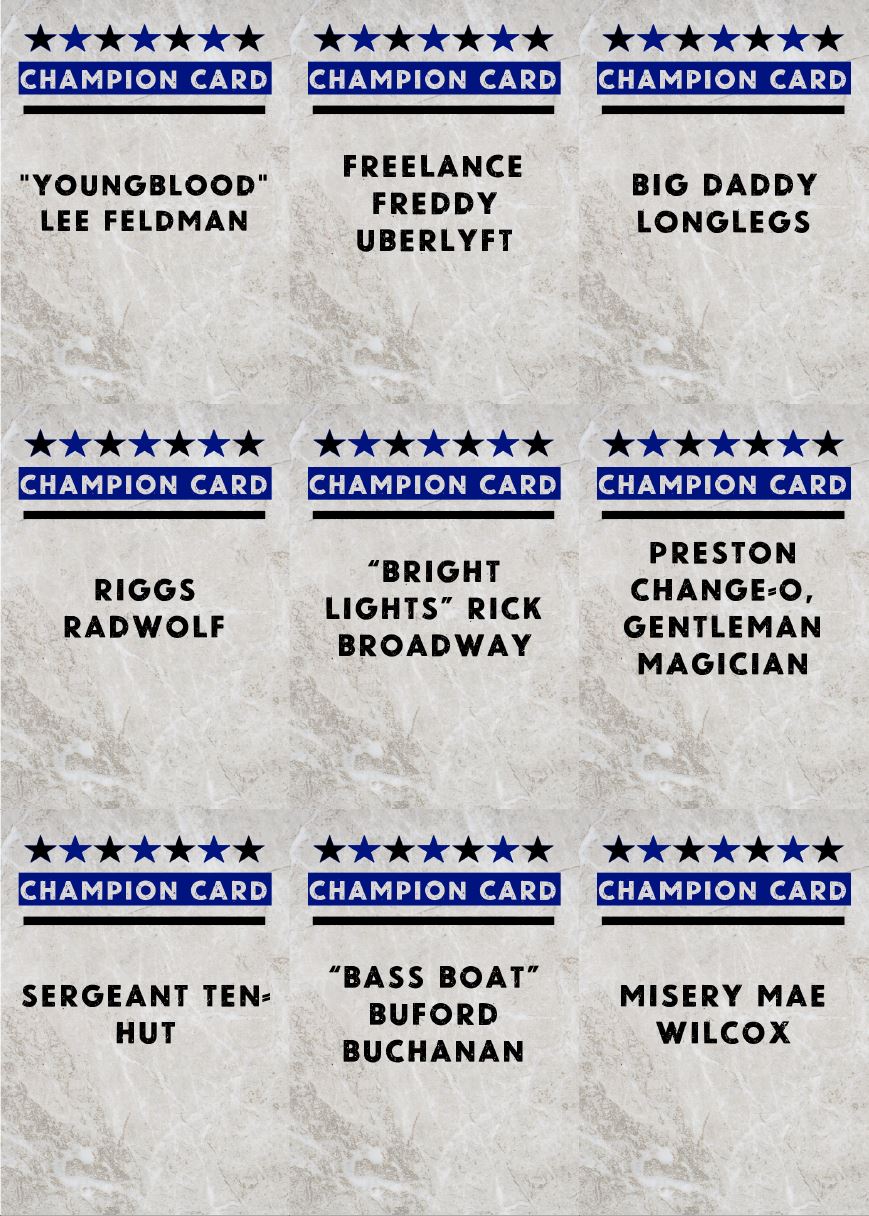 CHAMPION CARD
"YOUNGBLOOD"
LEE FELDMAN
CHAMPION CARD
FREELANCE
FREDDY
UBERLYFT
CHAMPION CARD
BIG DADDY
LONGLEGS
CHAMPION CARD
RIGGS
RADWOLF
CHAMPION CARD
“BRIGHT
LIGHTS” RICK
BROADWAY
CHAMPION CARD
PRESTON
CHANGE-O,
GENTLEMAN
MAGICIAN
CHAMPION CARD
SERGEANT TEN-
HUT
CHAMPION CARD
“BASS BOAT”
BUFORD
BUCHANAN
CHAMPION CARD
MISERY MAE
WILCOX